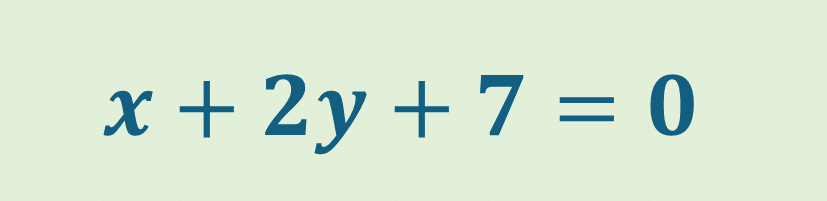 x + 2y + 7 = 0